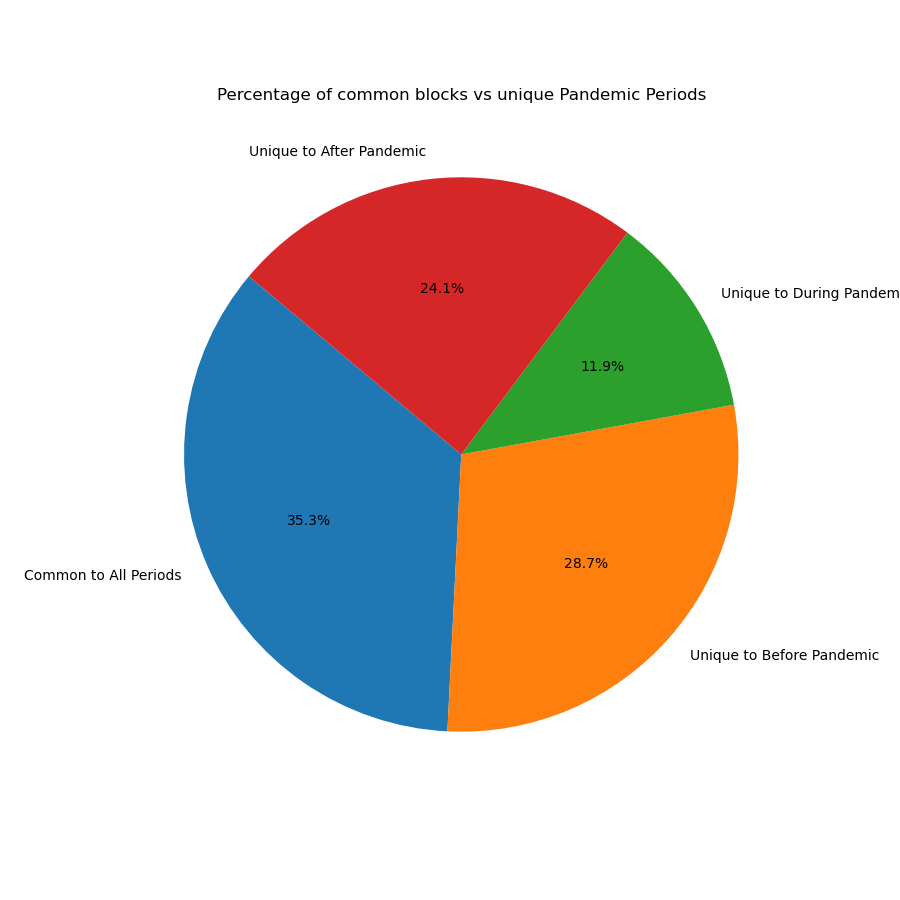 Percentage of common blocks vs unique Pandemic Periods
Unique to After Pandemic
24.1%
Unique to During Pandem
11.9%
35.3%
28.7%
Common to All Periods
Unique to Before Pandemic